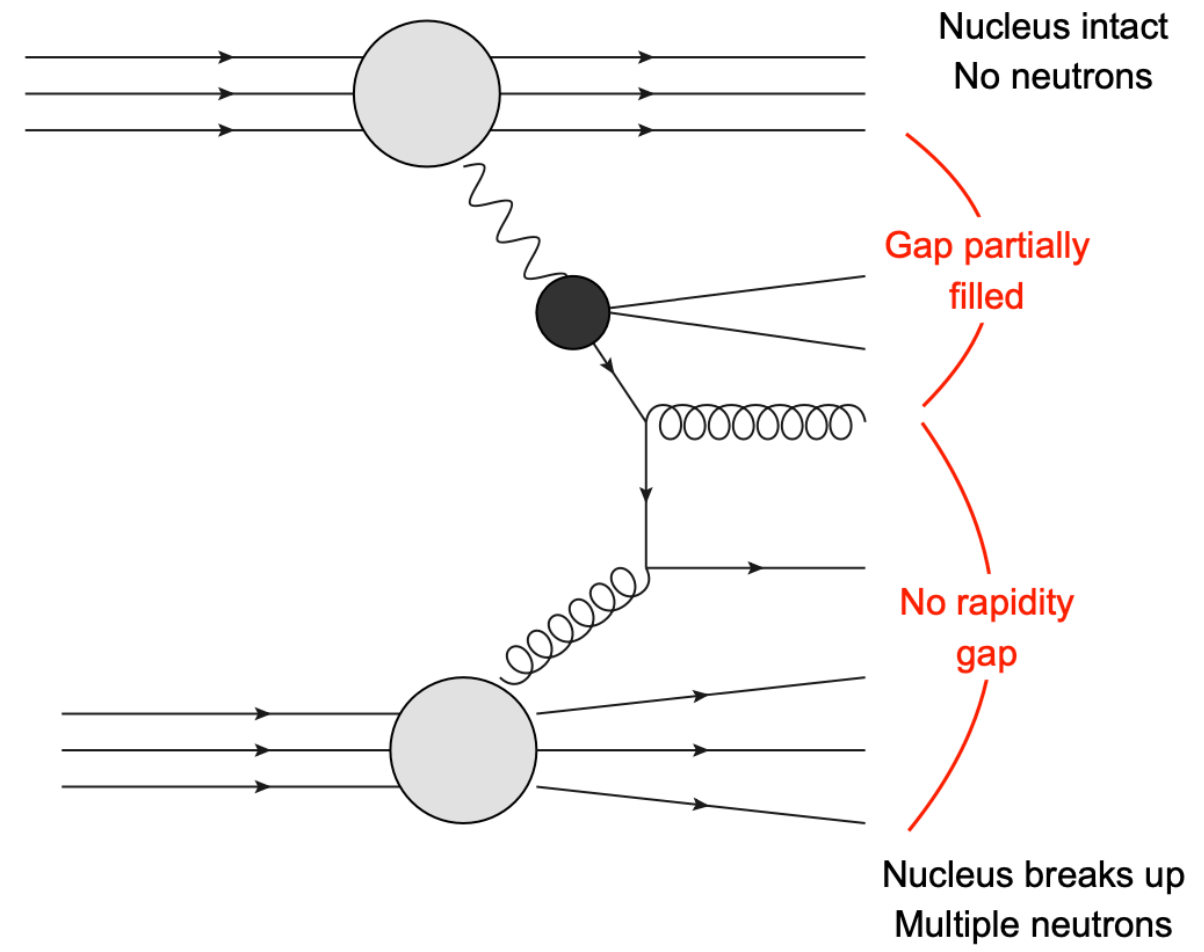 Nucleus intact
No neutrons
Gap partially
filled
No rapidity
gap
Nucleus breaks up
Multiple neutrons